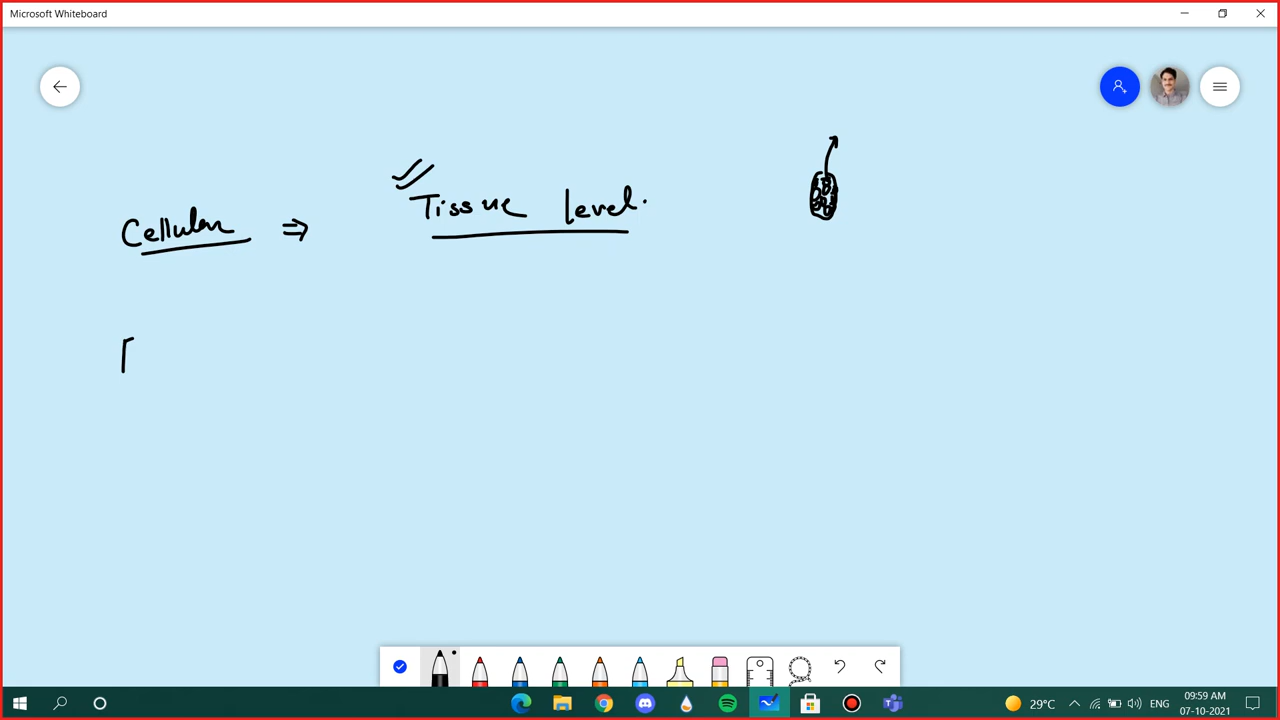 Microsoft Whiteboard
Cellular ⇒ Tissue level.
29°C
ENG
09:59 AM
07-10-2021